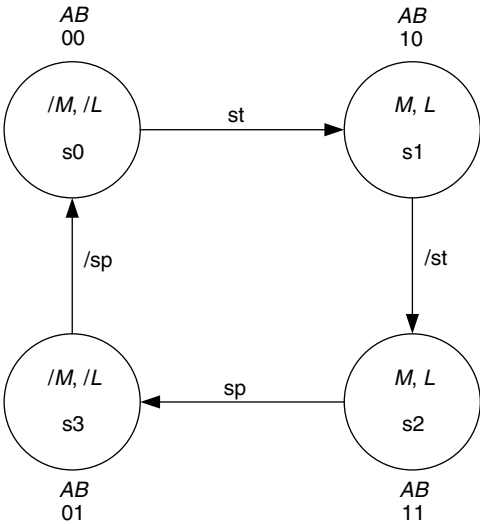 AB
00
AB
10
/M, /L
s0
st
M, L
s1
/sp
/st
/M, /L
s3
sp
M, L
s2
AB
01
AB
11